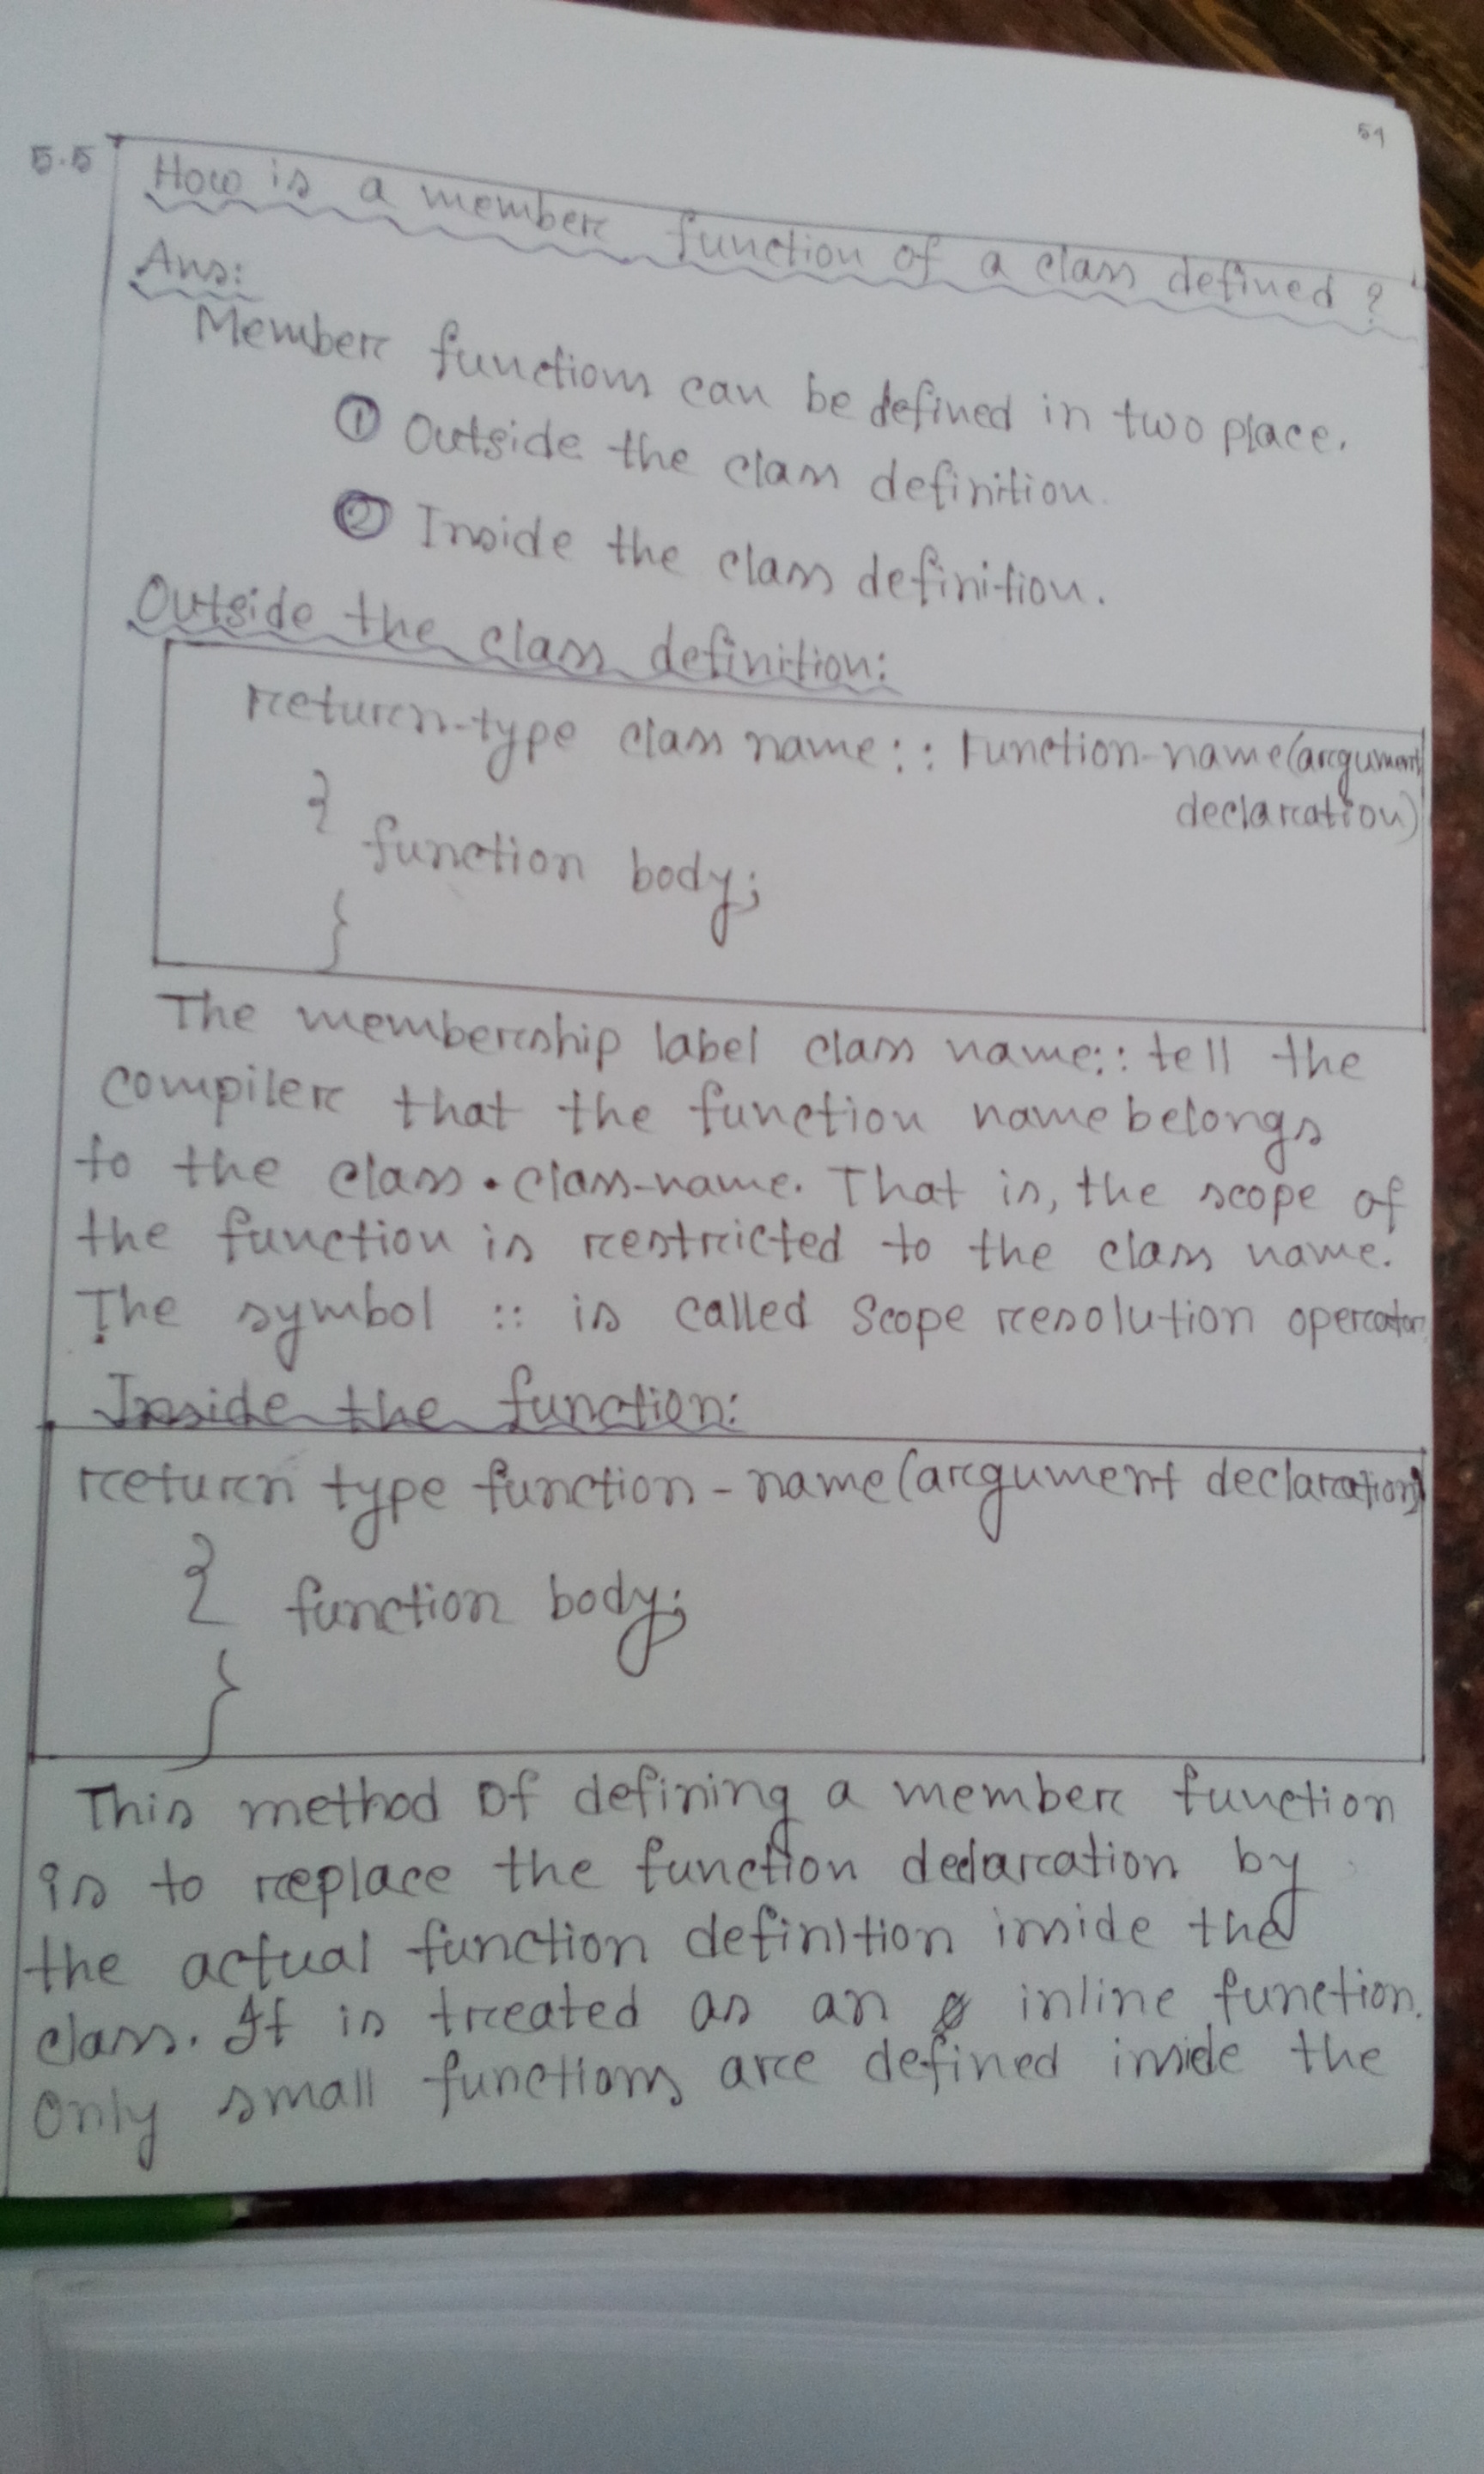 51
5.5 How is a member function of a class defined ?
Ans:
Member functions can be defined in two place.
① Outside the class definition.
② Inside the class definition.
Outside the class definition:
return-type class name :: Function-name(argument
declaration)
{
function body;
}
The membership label class name:: tell the
compiler that the function name belongs
to the class . class-name. That is, the scope of
the function is restricted to the class name.
The symbol :: is called Scope resolution operator.
Inside the function:
return type function - name (argument declaration)
{
function body;
}
This method of defining a member function
is to replace the function declaration by
the actual function definition inside the
class. It is treated as an inline function.
Only small functions are defined inside the